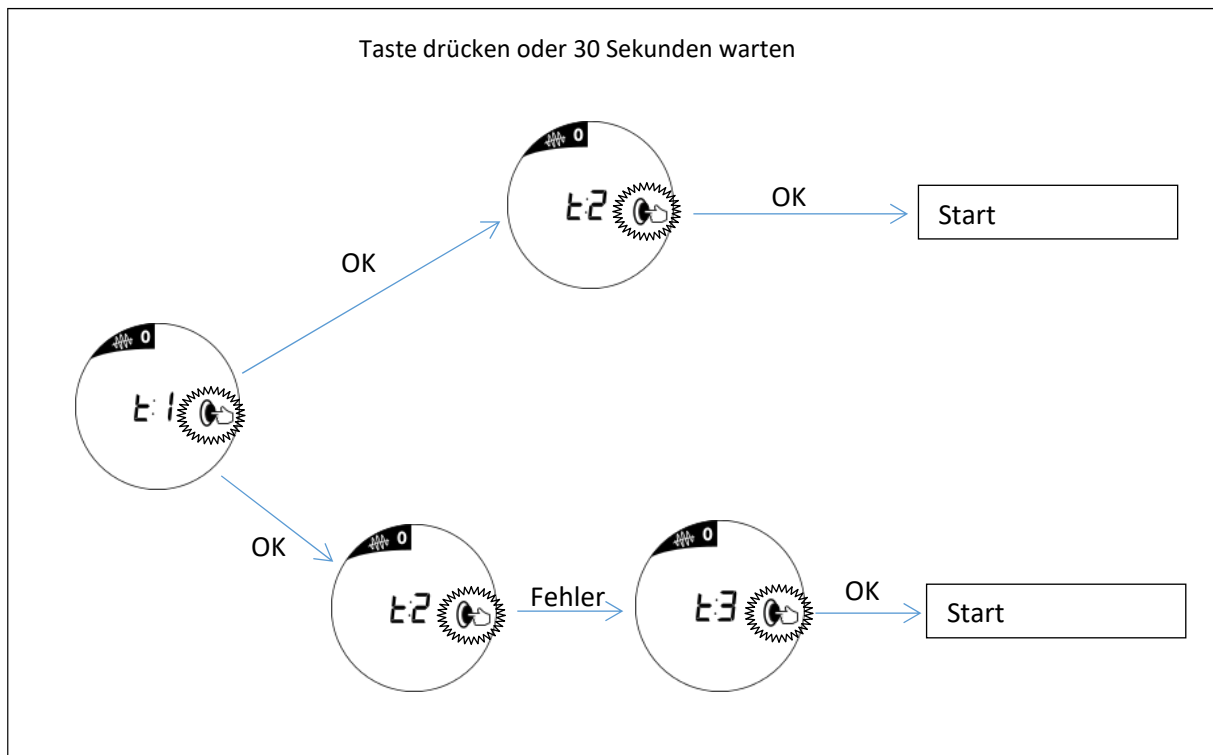 Taste drücken oder 30 Sekunden warten
0
t:2
OK
Start
OK
0
t:1
OK
0
t:2
Fehler
0
t:3
OK
Start